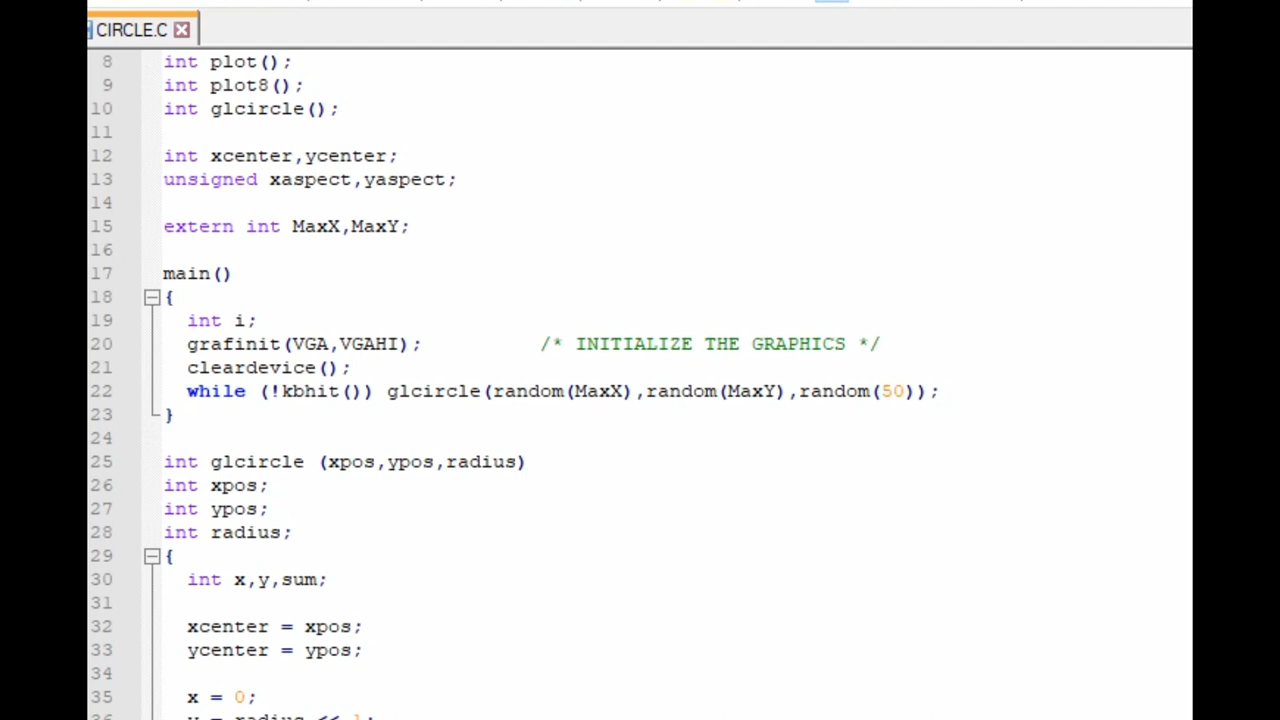 CIRCLE.C
8 int plot();
9 int plot8();
10 int glcircle();
11
12 int xcenter,ycenter;
13 unsigned xaspect,yaspect;
14
15 extern int MaxX,MaxY;
16
17 main()
18 {
19 int i;
20 grafinit(VGA,VGAHI); /* INITIALIZE THE GRAPHICS */
21 cleardevice();
22 while (!kbhit()) glcircle(random(MaxX),random(MaxY),random(50));
23 }
24
25 int glcircle (xpos,ypos,radius)
26 int xpos;
27 int ypos;
28 int radius;
29 {
30 int x,y,sum;
31
32 xcenter = xpos;
33 ycenter = ypos;
34
35 x = 0;
36 y = radius << 1;